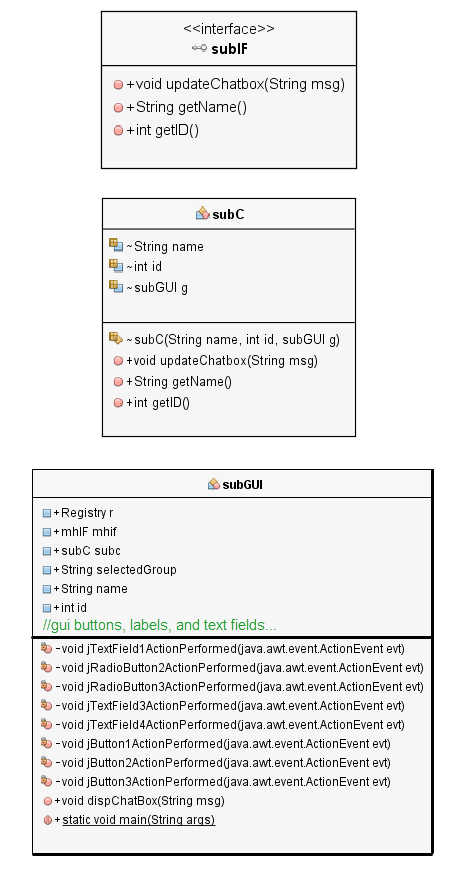 <<interface>>
subIF
+void updateChatbox(String msg)
+String getName()
+int getID()
subC
~String name
~int id
~subGUI g
~subC(String name, int id, subGUI g)
+void updateChatbox(String msg)
+String getName()
+int getID()
subGUI
+Registry r
+mhIF mhif
+subC subc
+String selectedGroup
+String name
+int id
//gui buttons, labels, and text fields...
-void jTextField1ActionPerformed(java.awt.event.ActionEvent evt)
-void jRadioButton2ActionPerformed(java.awt.event.ActionEvent evt)
-void jRadioButton3ActionPerformed(java.awt.event.ActionEvent evt)
-void jTextField3ActionPerformed(java.awt.event.ActionEvent evt)
-void jTextField4ActionPerformed(java.awt.event.ActionEvent evt)
-void jButton1ActionPerformed(java.awt.event.ActionEvent evt)
-void jButton2ActionPerformed(java.awt.event.ActionEvent evt)
-void jButton3ActionPerformed(java.awt.event.ActionEvent evt)
+void dispChatBox(String msg)
+static void main(String args)